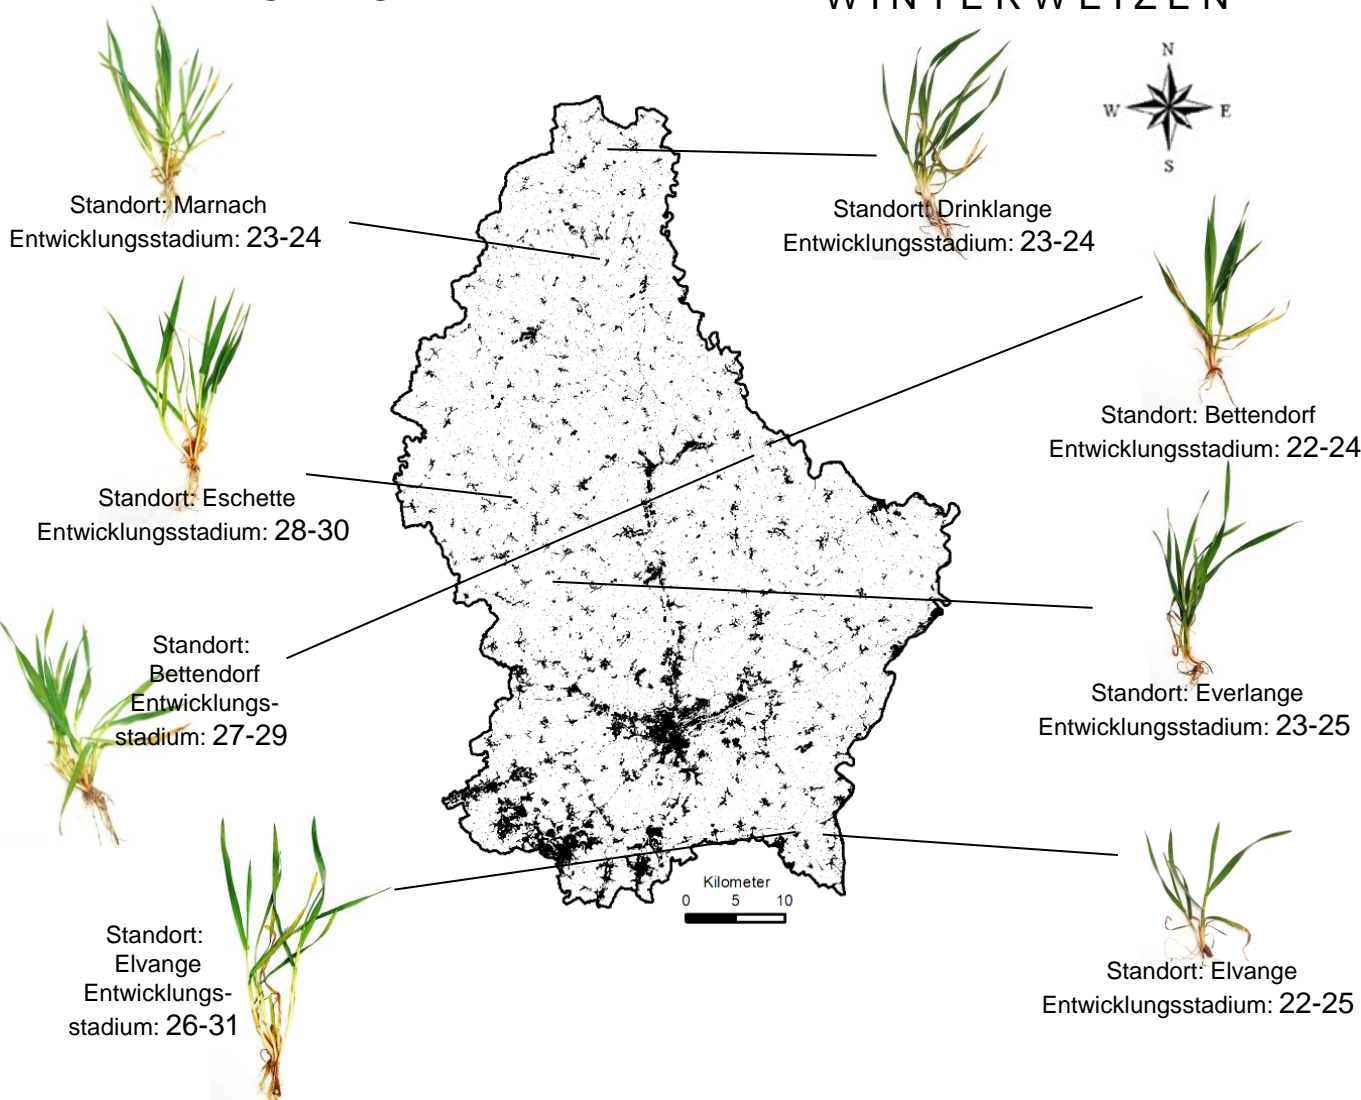 WINTERWEIZEN
N
W
E
S
Standort: Marnach
Entwicklungsstadium: 23-24
Standort: Drinklange
Entwicklungsstadium: 23-24
Standort: Bettendorf
Entwicklungsstadium: 22-24
Standort: Eschette
Entwicklungsstadium: 28-30
Standort:
Bettendorf
Entwicklungs-
stadium: 27-29
Standort: Everlange
Entwicklungsstadium: 23-25
Kilometer
0 5 10
Standort:
Elvange
Entwicklungs-
stadium: 26-31
Standort: Elvange
Entwicklungsstadium: 22-25